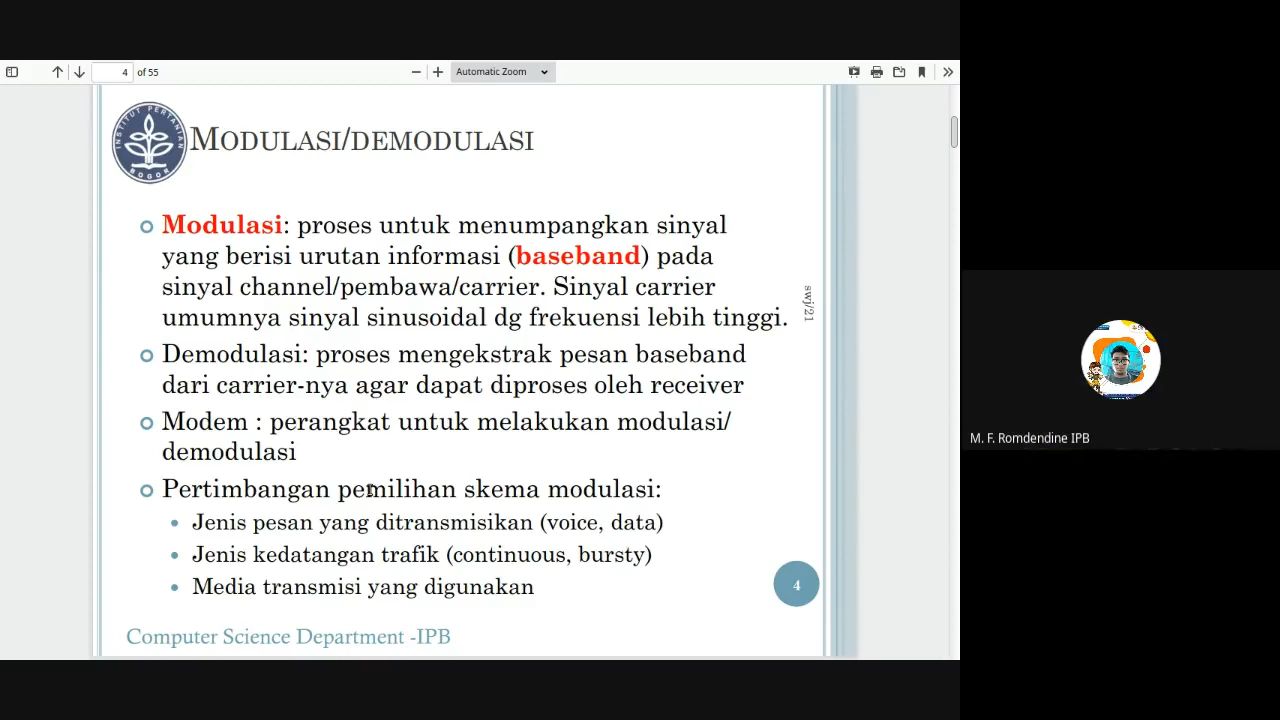 4 of 55
Automatic Zoom
INSTITUT PERTANIAN
BOGOR
MODULASI/DEMODULASI
Modulasi: proses untuk menumpangkan sinyal
yang berisi urutan informasi (baseband) pada
sinyal channel/pembawa/carrier. Sinyal carrier
umumnya sinyal sinusoidal dg frekuensi lebih tinggi.
swj/21
Demodulasi: proses mengekstrak pesan baseband
dari carrier-nya agar dapat diproses oleh receiver
Modem : perangkat untuk melakukan modulasi/
demodulasi
Pertimbangan pemilihan skema modulasi:
Jenis pesan yang ditransmisikan (voice, data)
Jenis kedatangan trafik (continuous, bursty)
Media transmisi yang digunakan
4
Computer Science Department -IPB
M. F. Romdendine IPB